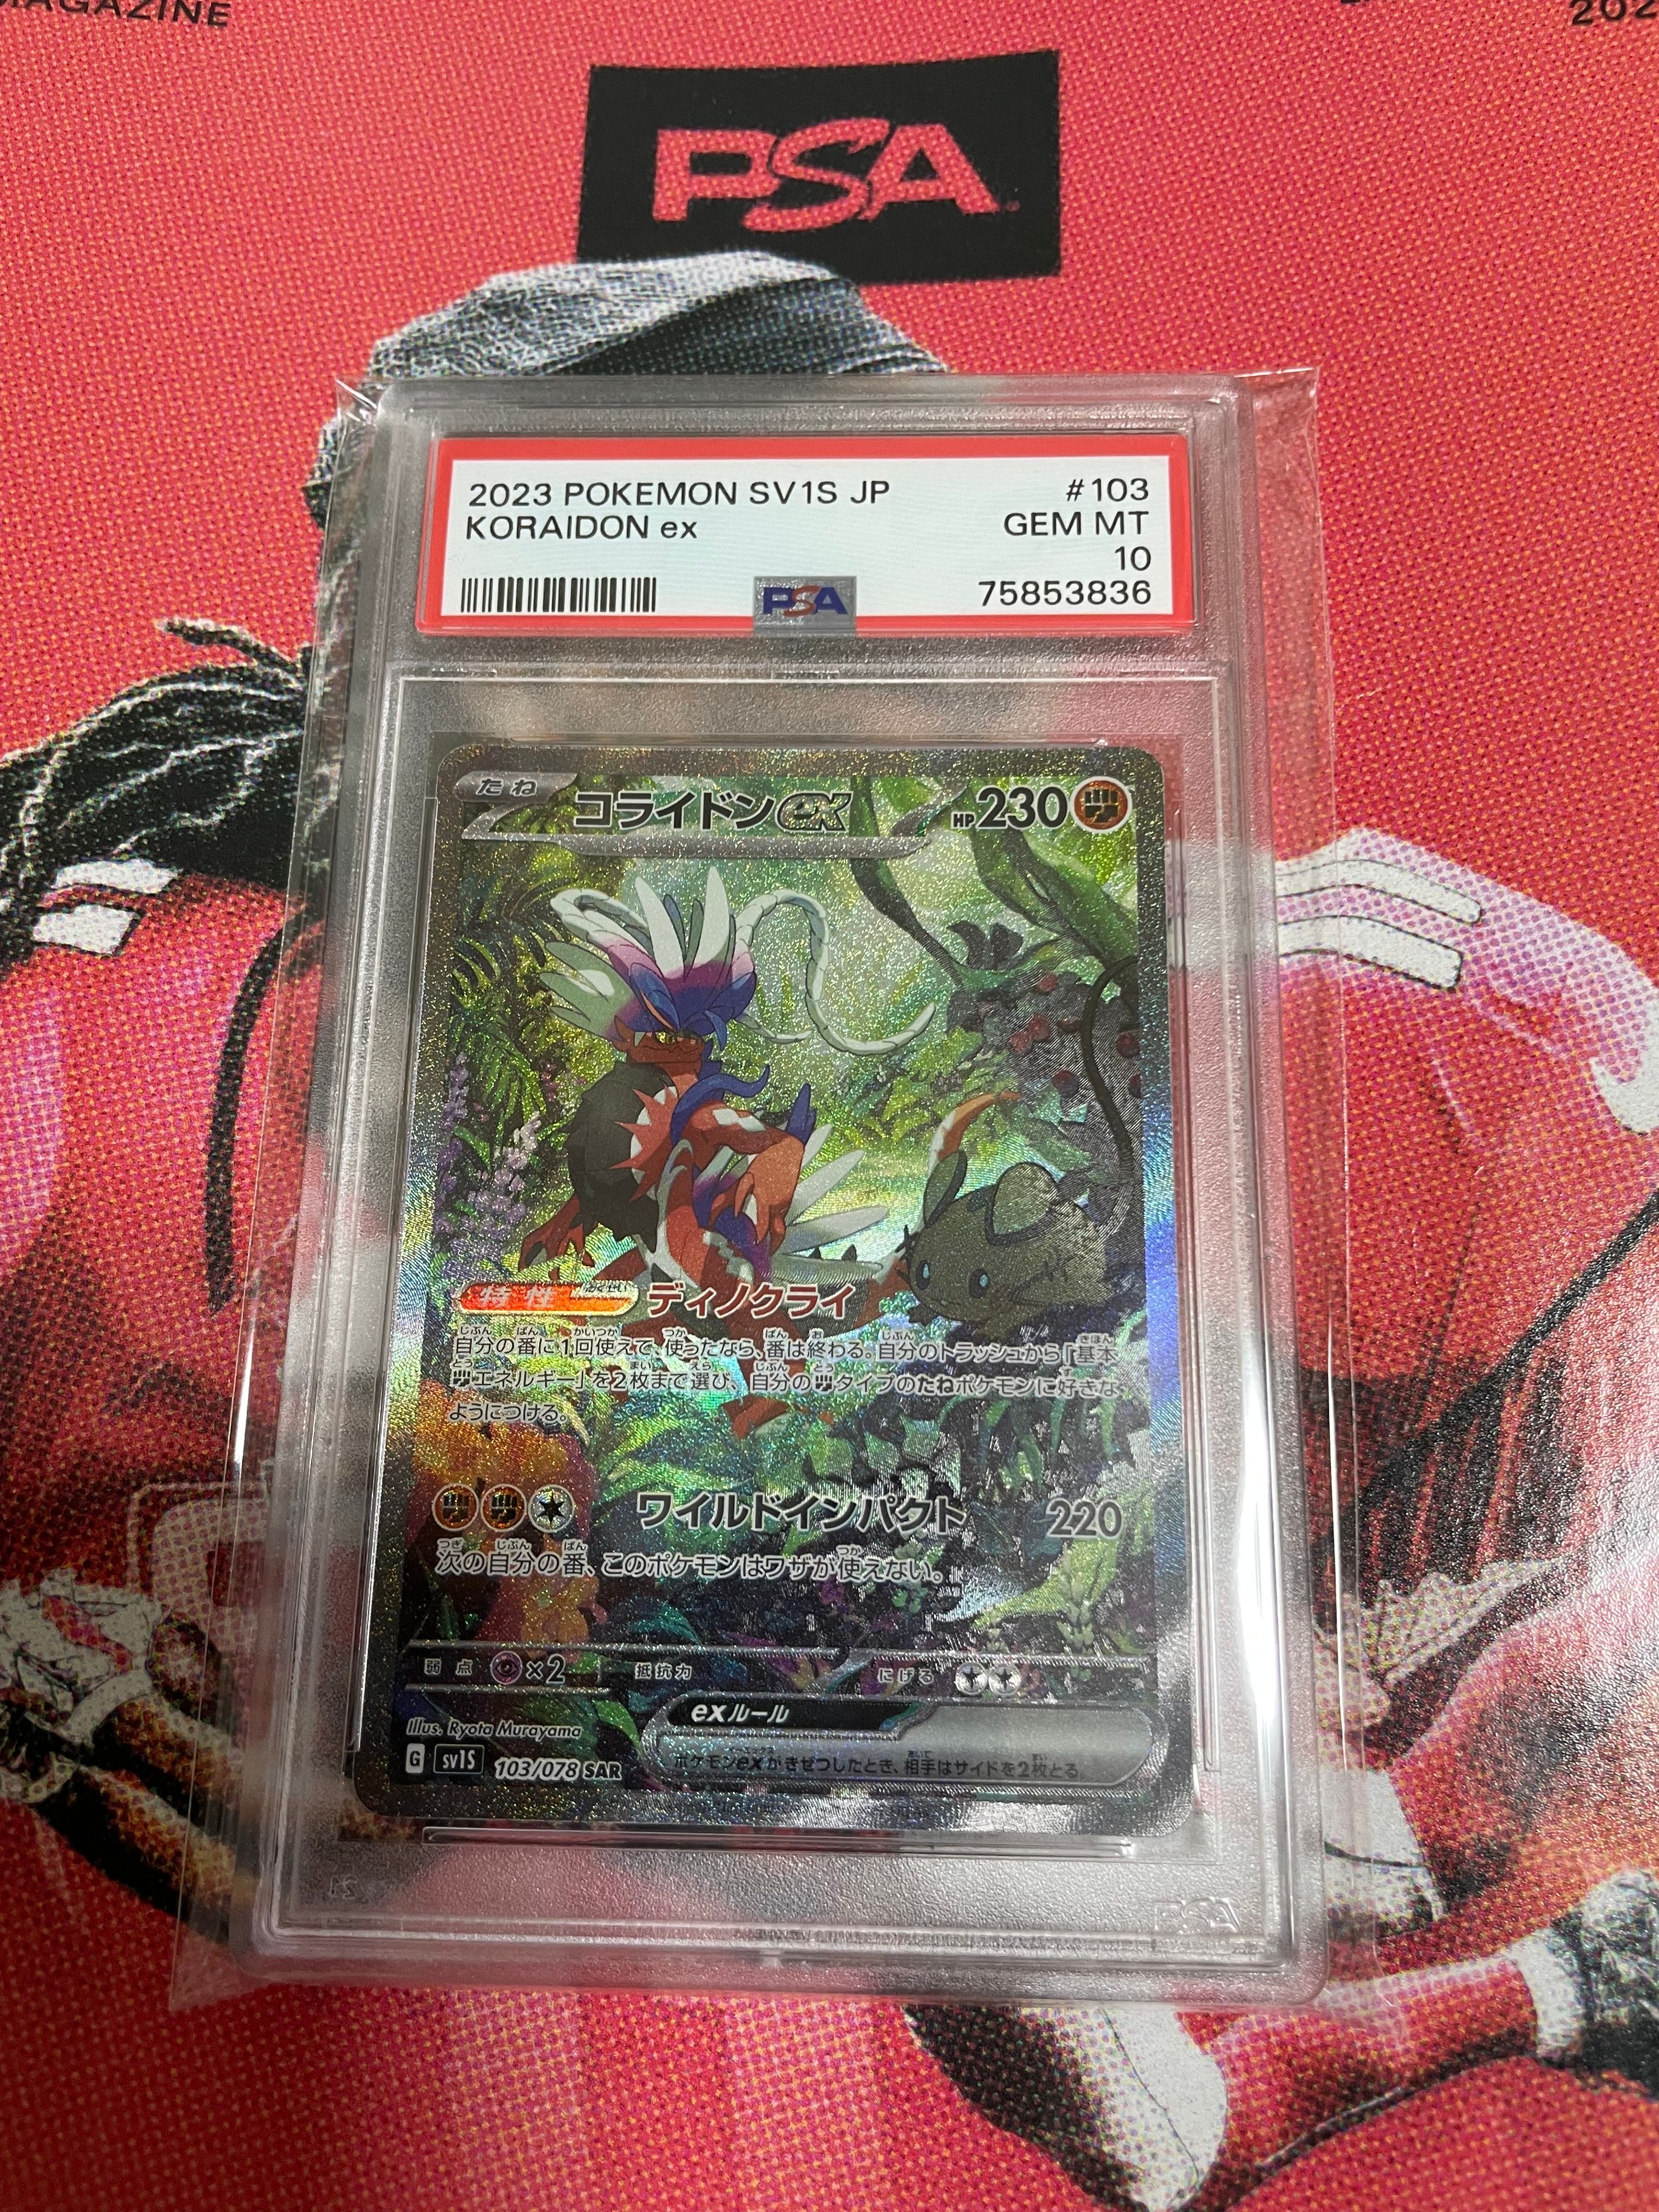 MAGAZINE
PSA
2023 POKEMON SV1S JP #103
KORAIDON ex GEM MT
10
PSA 75853836
たね コライドンex HP230
特性 ディノクライ
自分の番に1回使えて、使ったなら、番は終わる。自分のトラッシュから「基本
エネルギー」を2枚まで選び、自分のタイプのたねポケモンに好きな
ようにつける。
ワイルドインパクト 220
次の自分の番、このポケモンはワザが使えない。
弱点 ×2 抵抗力 にげる
exルール
ポケモンexがきぜつしたとき、相手はサイドを2枚とる。
Illus. Ryota Murayama
G sv1S 103/078 SAR
PSA